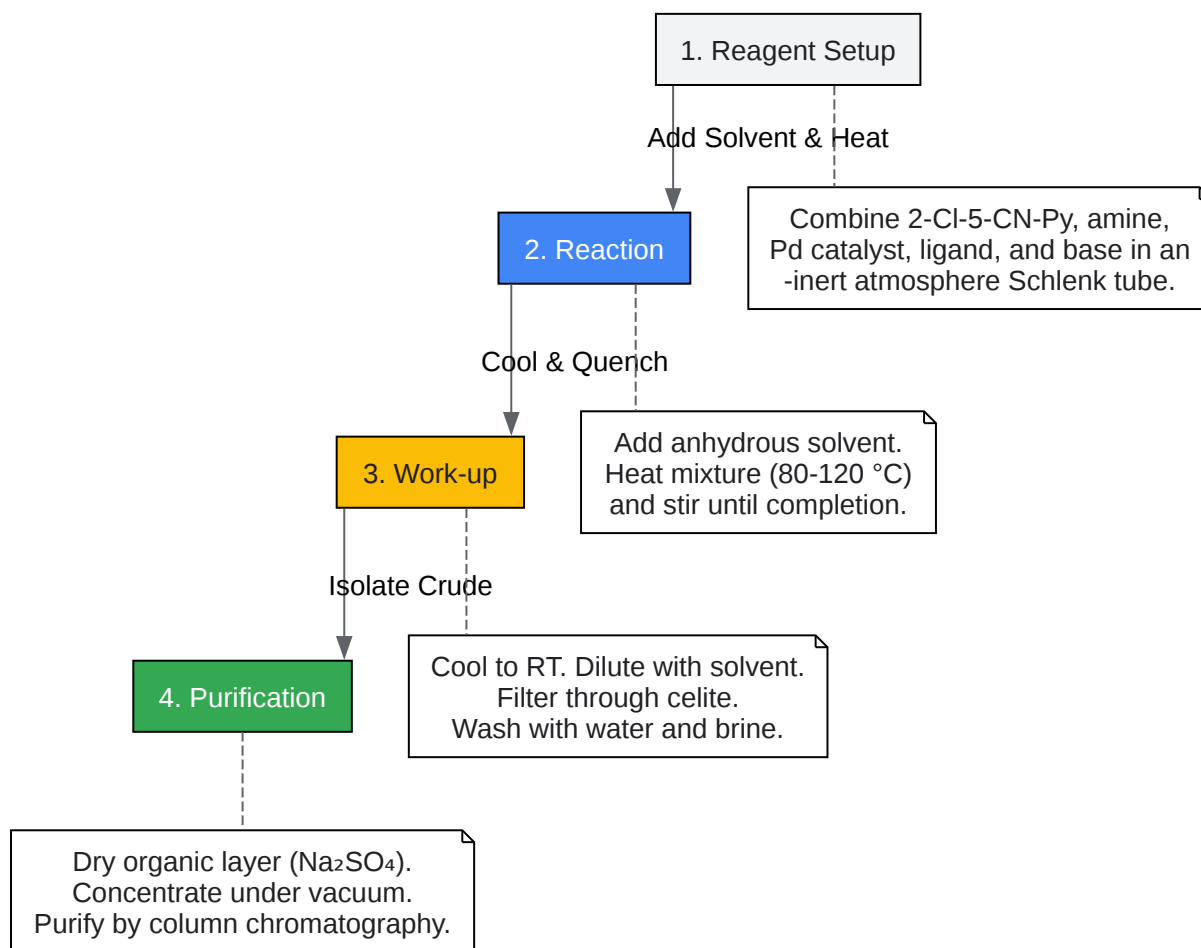 1. Reagent Setup
Add Solvent & Heat
Combine 2-Cl-5-CN-Py, amine,
Pd catalyst, ligand, and base in an
-inert atmosphere Schlenk tube.
2. Reaction
Cool & Quench
Add anhydrous solvent.
Heat mixture (80-120 °C)
and stir until completion.
3. Work-up
Isolate Crude
Cool to RT. Dilute with solvent.
Filter through celite.
Wash with water and brine.
4. Purification
Dry organic layer (Na₂SO₄).
Concentrate under vacuum.
Purify by column chromatography.